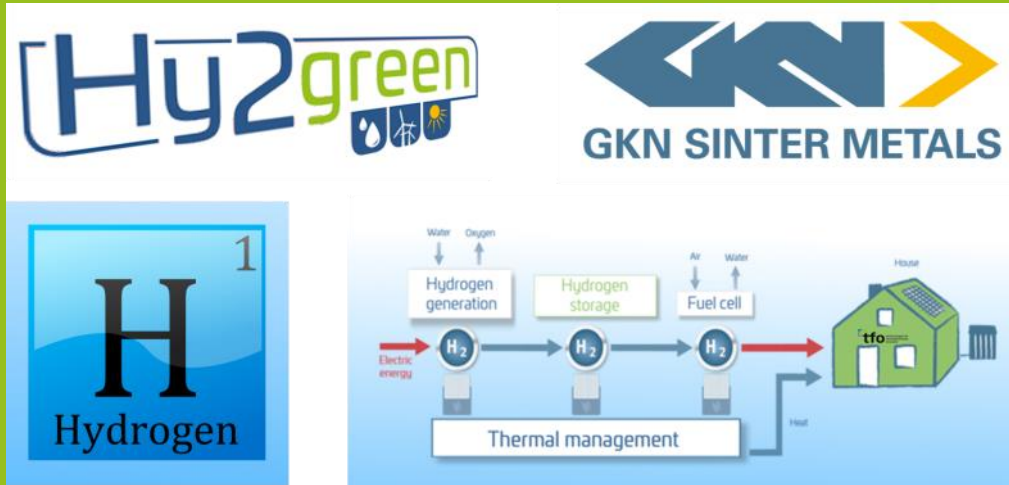 Hy2green
GKN SINTER METALS
1
H
Hydrogen
Water Oxygen
Hydrogen
generation
Hydrogen
storage
Air Water
Fuel cell
House
tfo
H2
H2
H2
Electric
energy
Heat
Thermal management